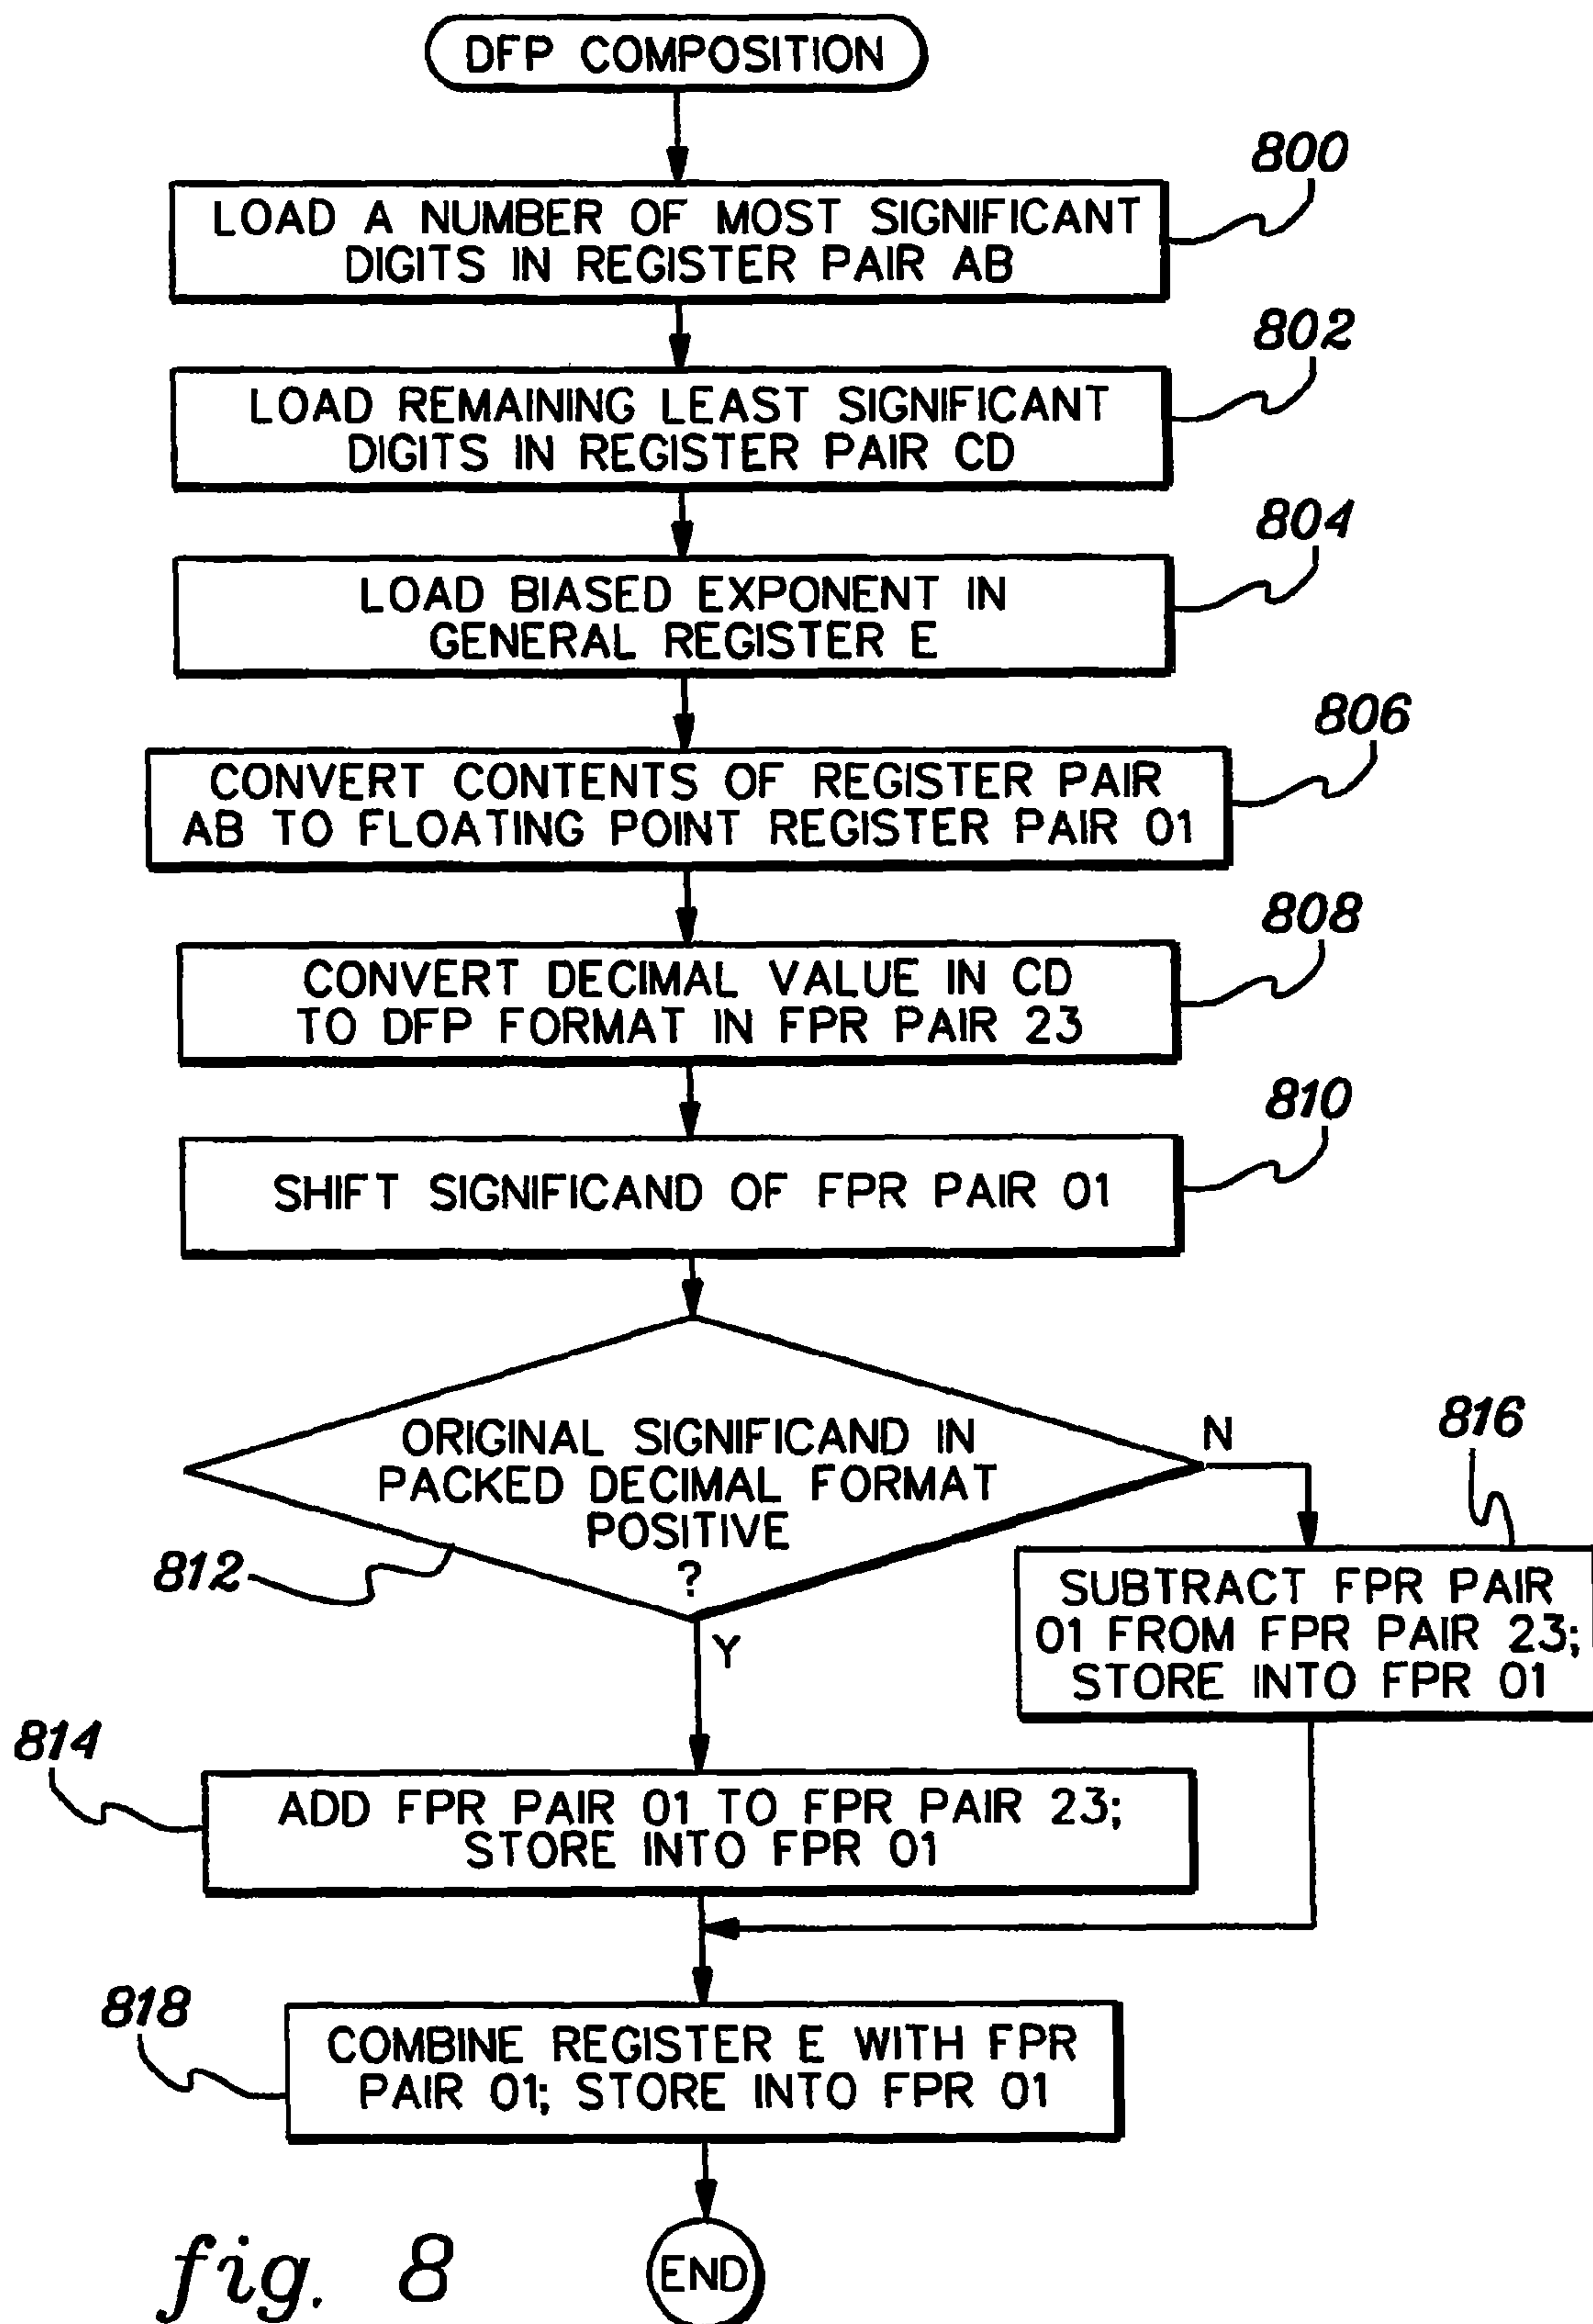 DFP COMPOSITION
800
LOAD A NUMBER OF MOST SIGNIFICANT
DIGITS IN REGISTER PAIR AB
802
LOAD REMAINING LEAST SIGNIFICANT
DIGITS IN REGISTER PAIR CD
804
LOAD BIASED EXPONENT IN
GENERAL REGISTER E
806
CONVERT CONTENTS OF REGISTER PAIR
AB TO FLOATING POINT REGISTER PAIR 01
808
CONVERT DECIMAL VALUE IN CD
TO DFP FORMAT IN FPR PAIR 23
810
SHIFT SIGNIFICAND OF FPR PAIR 01
ORIGINAL SIGNIFICAND IN
PACKED DECIMAL FORMAT
POSITIVE
?
812
N
816
SUBTRACT FPR PAIR
01 FROM FPR PAIR 23;
STORE INTO FPR 01
Y
814
ADD FPR PAIR 01 TO FPR PAIR 23;
STORE INTO FPR 01
818
COMBINE REGISTER E WITH FPR
PAIR 01; STORE INTO FPR 01
END
fig. 8